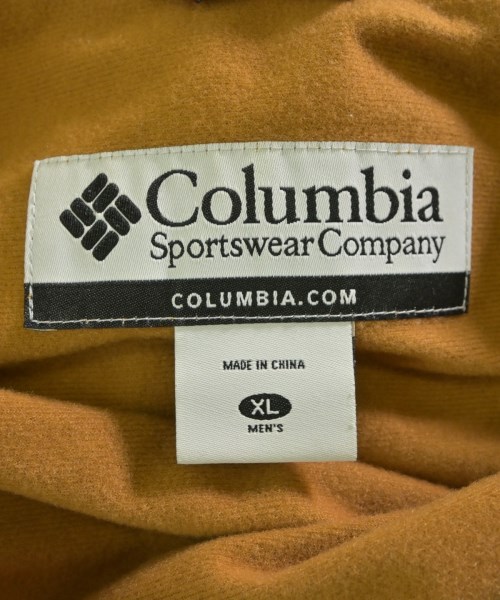 Columbia
Sportswear Company
COLUMBIA.COM
MADE IN CHINA
XL
MEN'S